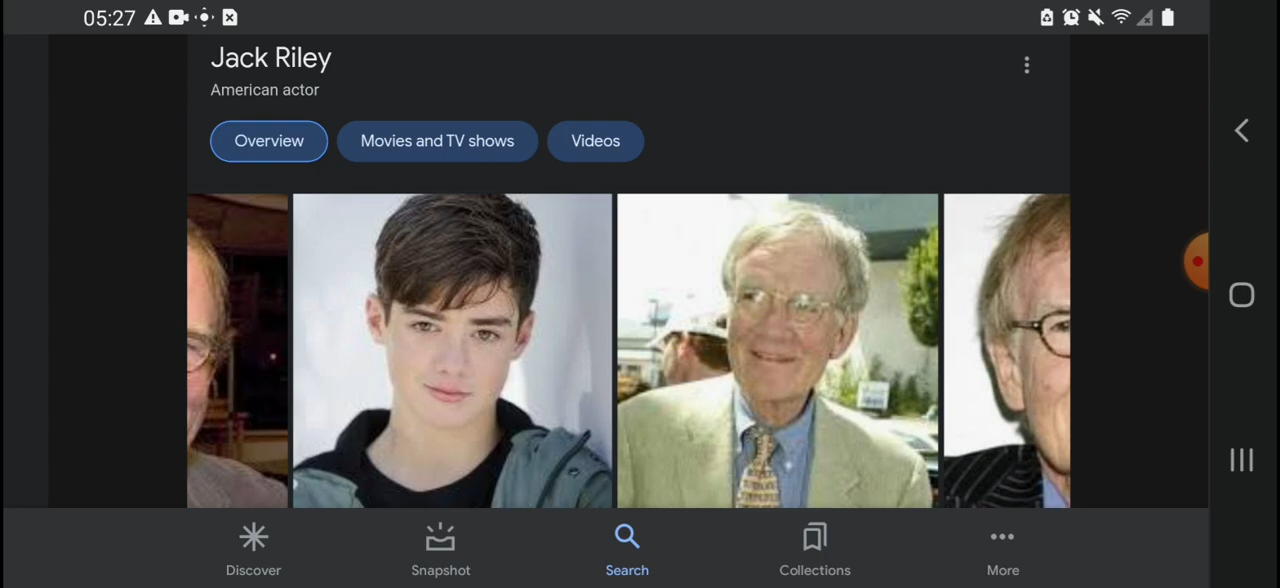 05:27
Jack Riley
American actor
Overview
Movies and TV shows
Videos
Discover
Snapshot
Search
Collections
More